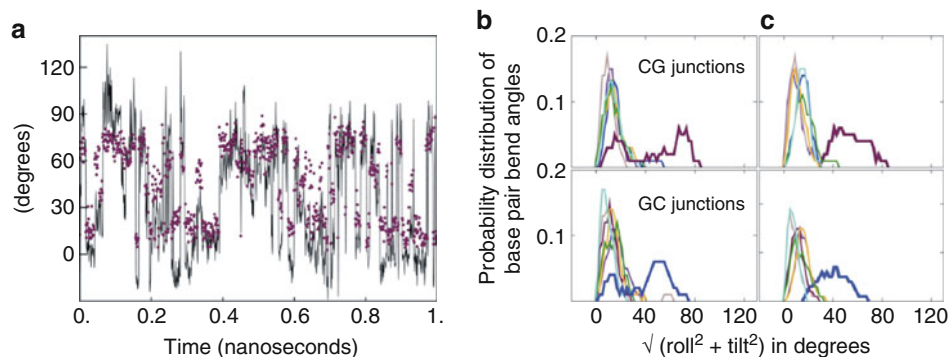 a
(degrees)
120
90
60
30
0
0.
0.2
0.4
0.6
0.8
1.
Time (nanoseconds)
b
c
Probability distribution of
base pair bend angles
0.2
0.1
0.2
0.1
CG junctions
GC junctions
0
40
80
120
0
40
80
120
√ (roll² + tilt²) in degrees